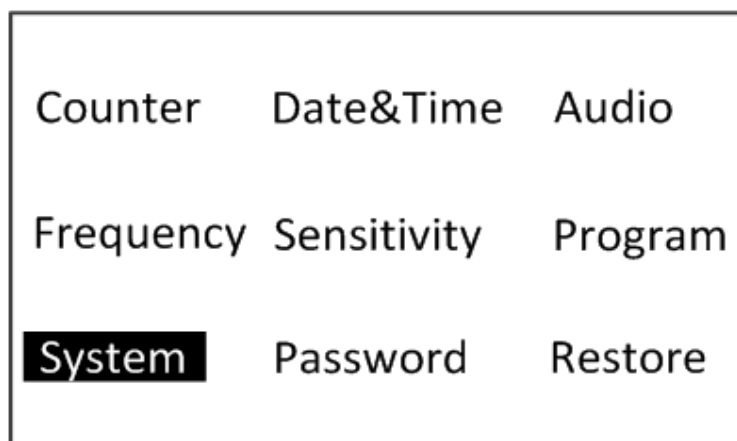 Counter Date&Time Audio
Frequency Sensitivity Program
System Password Restore